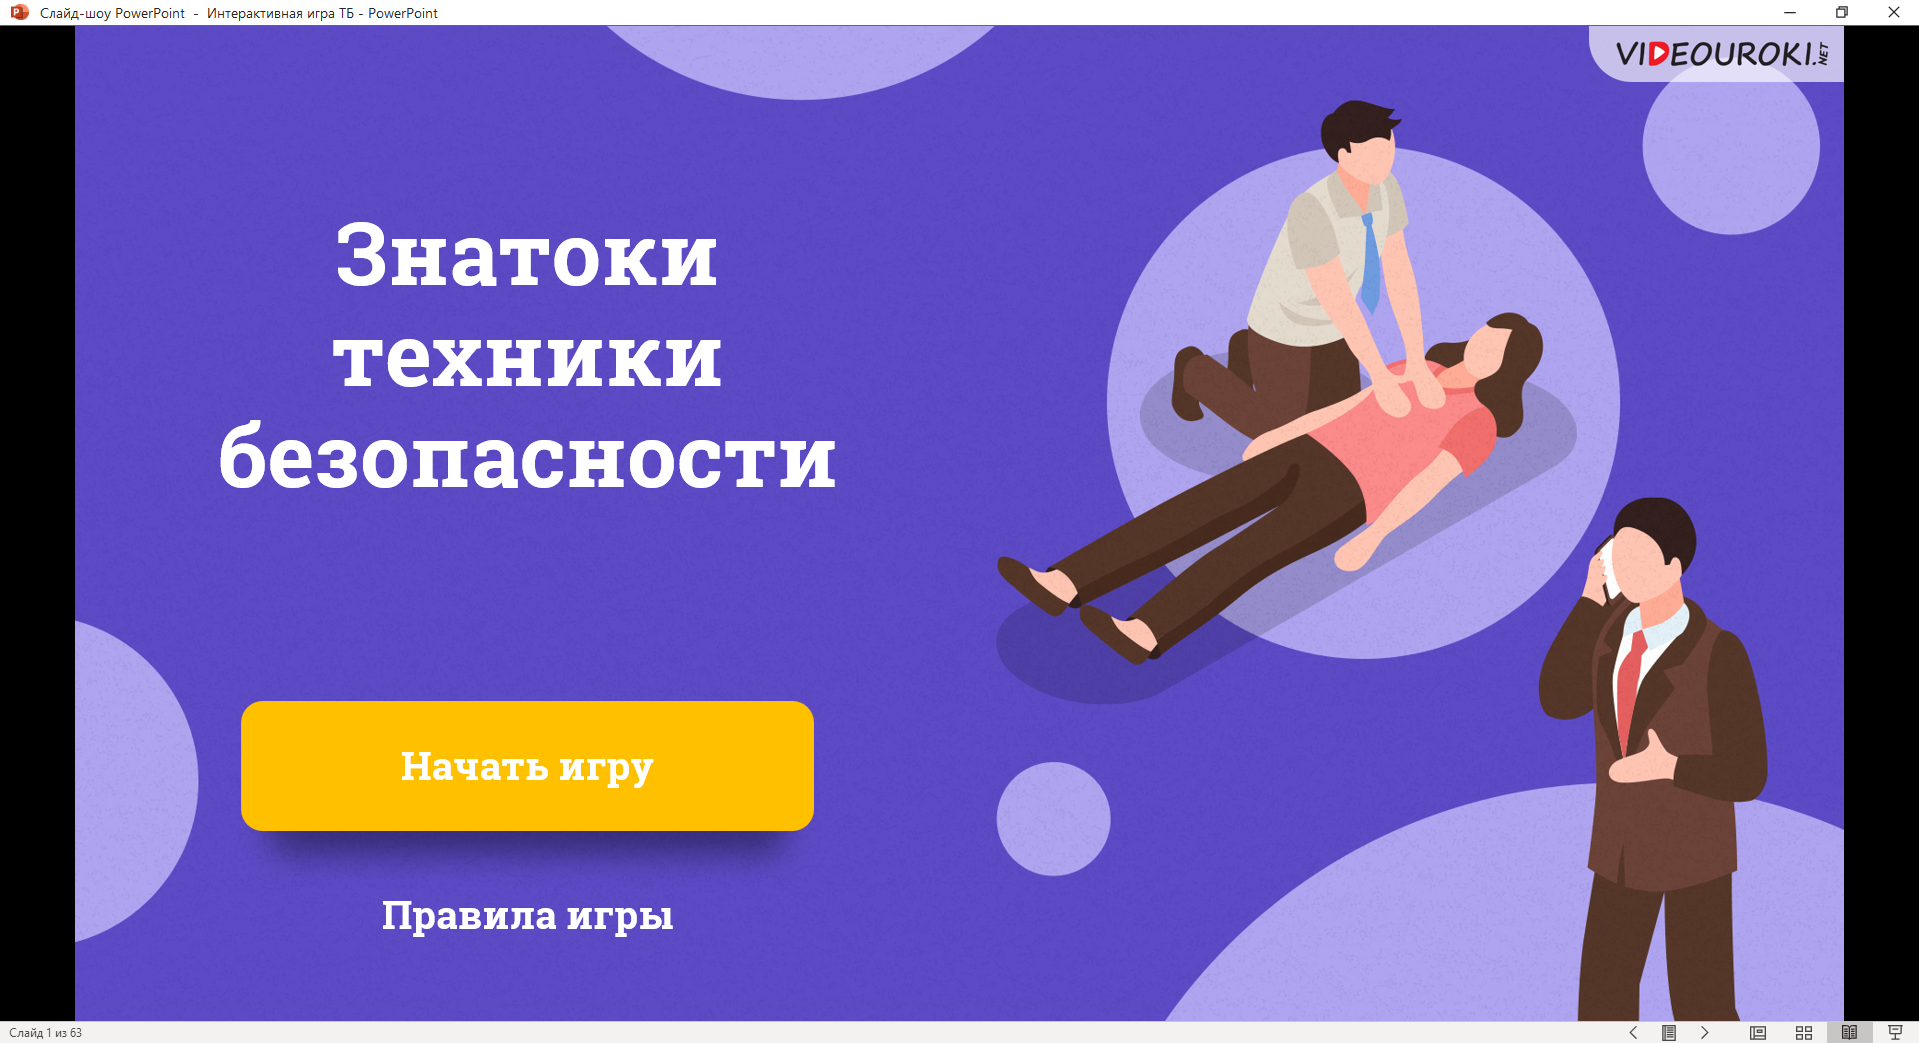 Слайд-шоу PowerPoint - Интерактивная игра ТБ - PowerPoint
VIDEOUROKI.NET
Знатоки
техники
безопасности
Начать игру
Правила игры
Слайд 1 из 63